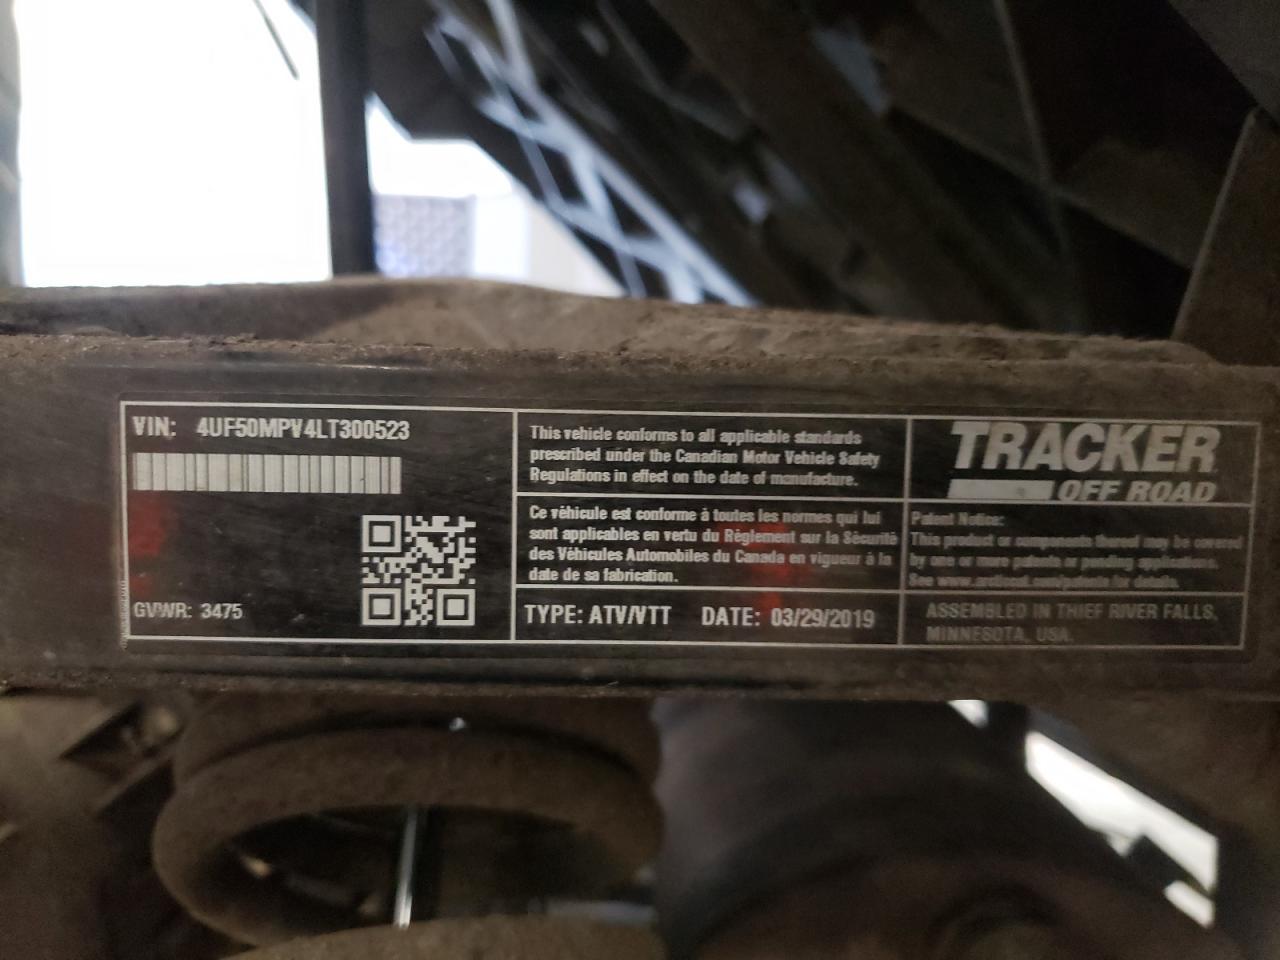 VIN: 4UF50MPV4LT300523
GVWR: 3475
This vehicle conforms to all applicable standards
prescribed under the Canadian Motor Vehicle Safety
Regulations in effect on the date of manufacture.
Ce véhicule est conforme à toutes les normes qui lui
sont applicables en vertu du Règlement sur la Sécurité
des Véhicules Automobiles du Canada en vigueur à la
date de sa fabrication.
TYPE: ATV/VTT DATE: 03/29/2019
TRACKER
OFF ROAD
Patent Notice:
This product or components thereof may be covered
by one or more patents or pending applications.
See for details.
ASSEMBLED IN THIEF RIVER FALLS,
MINNESOTA, USA.